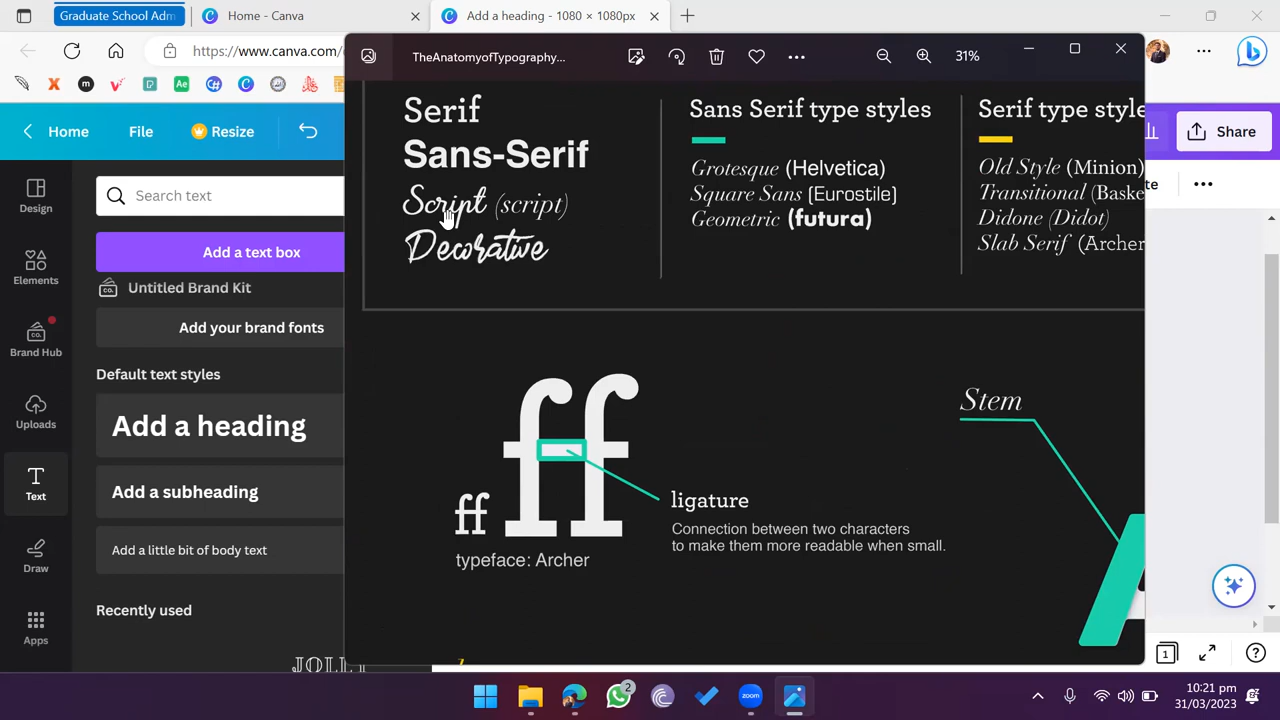 Graduate School Adm
Home - Canva
Add a heading - 1080 × 1080px
https://www.canva.com/
TheAnatomyofTypography...
31%
Home
File
Resize
Share
Design
Elements
Brand Hub
Uploads
Text
Draw
Apps
Search text
Add a text box
Untitled Brand Kit
Add your brand fonts
Default text styles
Add a heading
Add a subheading
Add a little bit of body text
Recently used
Serif
Sans-Serif
Script (script)
Decorative
Sans Serif type styles
Grotesque (Helvetica)
Square Sans (Eurostile)
Geometric (futura)
Serif type style
Old Style (Minion)
Transitional (Baske
Didone (Didot)
Slab Serif (Archer
ff
ff
typeface: Archer
ligature
Connection between two characters
to make them more readable when small.
Stem
1
2
10:21 pm
31/03/2023